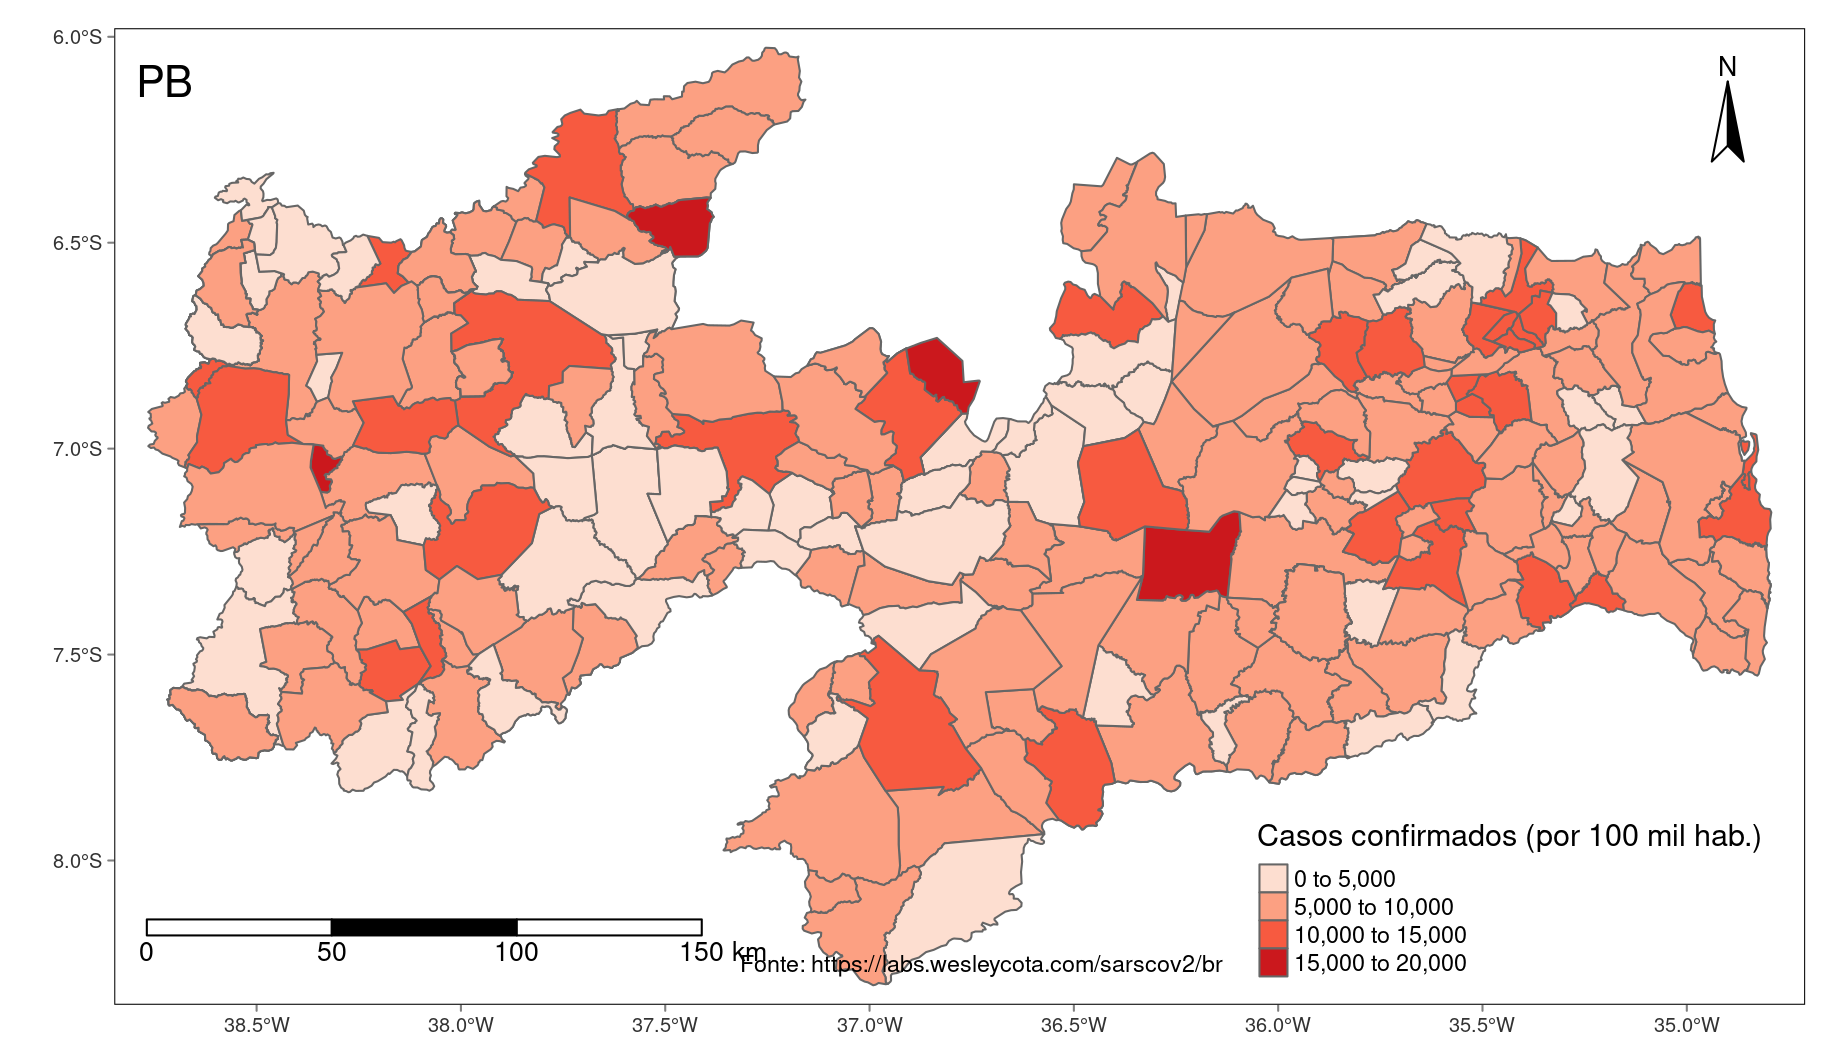 6.0°S
PB
N
6.5°S
7.0°S
7.5°S
8.0°S
Casos confirmados (por 100 mil hab.)
0 to 5,000
5,000 to 10,000
10,000 to 15,000
15,000 to 20,000
0 50 100 150 km
Fonte: https://labs.wesleycota.com/sarscov2/br
38.5°W 38.0°W 37.5°W 37.0°W 36.5°W 36.0°W 35.5°W 35.0°W